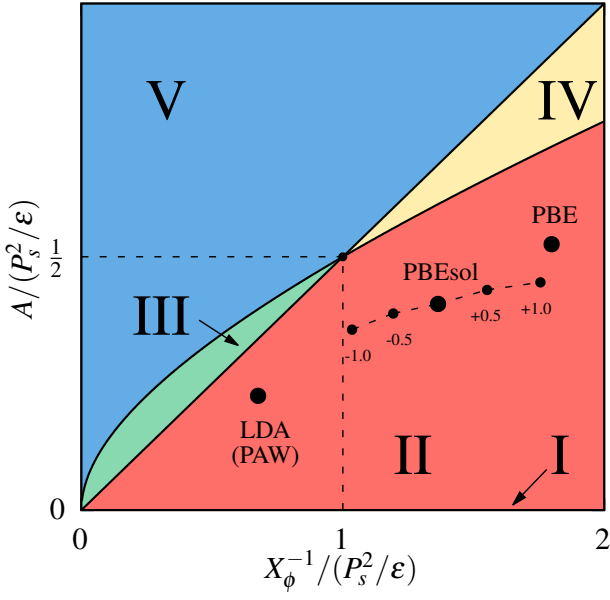 V
IV
PBE
A/(P_s^2/ε)
1/2
PBEsol
III
+0.5
+1.0
-0.5
-1.0
LDA
(PAW)
II
I
0
0
1
2
X_ϕ^{-1}/(P_s^2/ε)